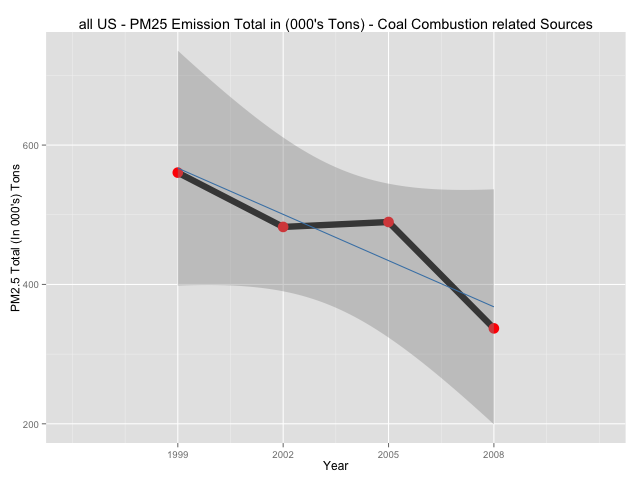 all US - PM25 Emission Total in (000's Tons) - Coal Combustion related Sources
PM2.5 Total (In 000's) Tons
600
400
200
1999 2002 2005 2008
Year